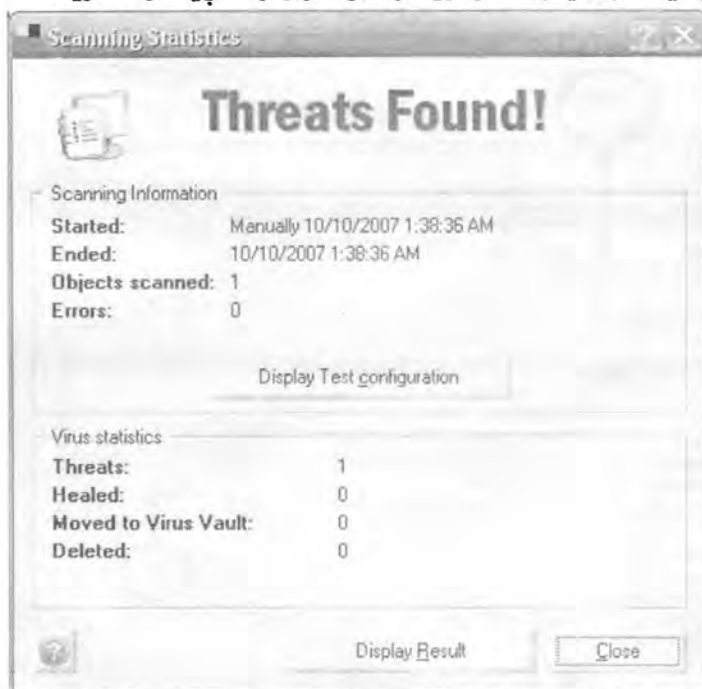 Scanning Statistics
Threats Found!
Scanning Information
Started: Manually 10/10/2007 1:38:36 AM
Ended: 10/10/2007 1:38:36 AM
Objects scanned: 1
Errors: 0
Display Test configuration
Virus statistics
Threats: 1
Healed: 0
Moved to Virus Vault: 0
Deleted: 0
Display Result
Close